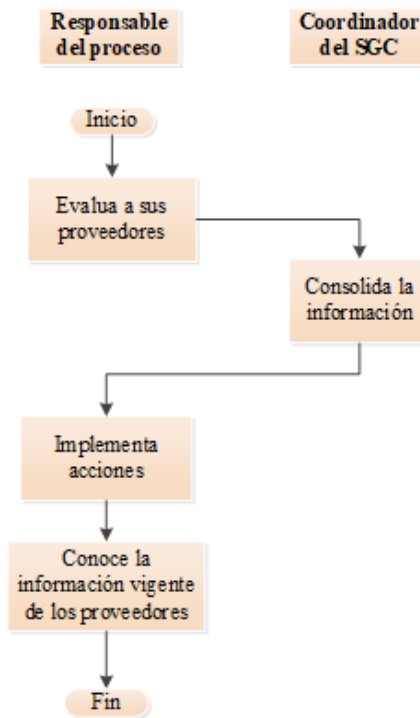 Responsable
del proceso
Coordinador
del SGC
Inicio
Evalua a sus
proveedores
Consolida la
información
Implementa
acciones
Conoce la
información vigente
de los proveedores
Fin